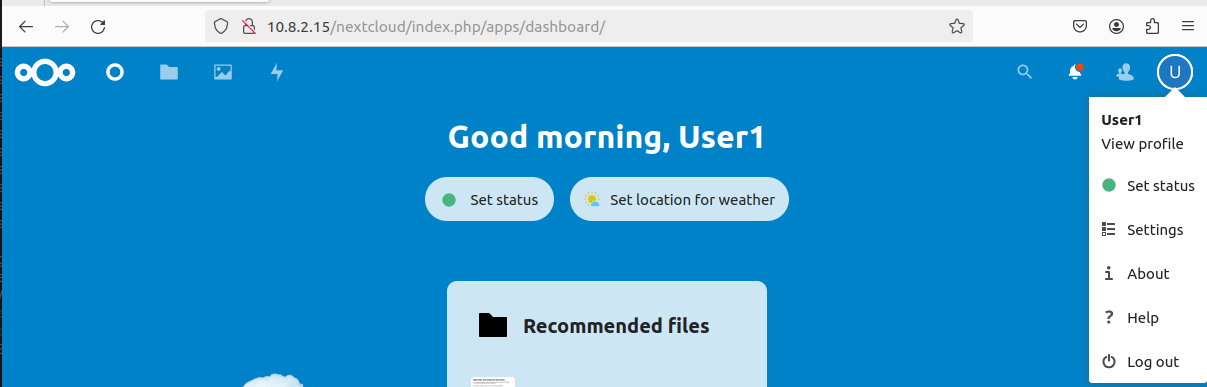 10.8.2.15/nextcloud/index.php/apps/dashboard/
U
Good morning, User1
Set status
Set location for weather
Recommended files
User1
View profile
Set status
Settings
About
Help
Log out